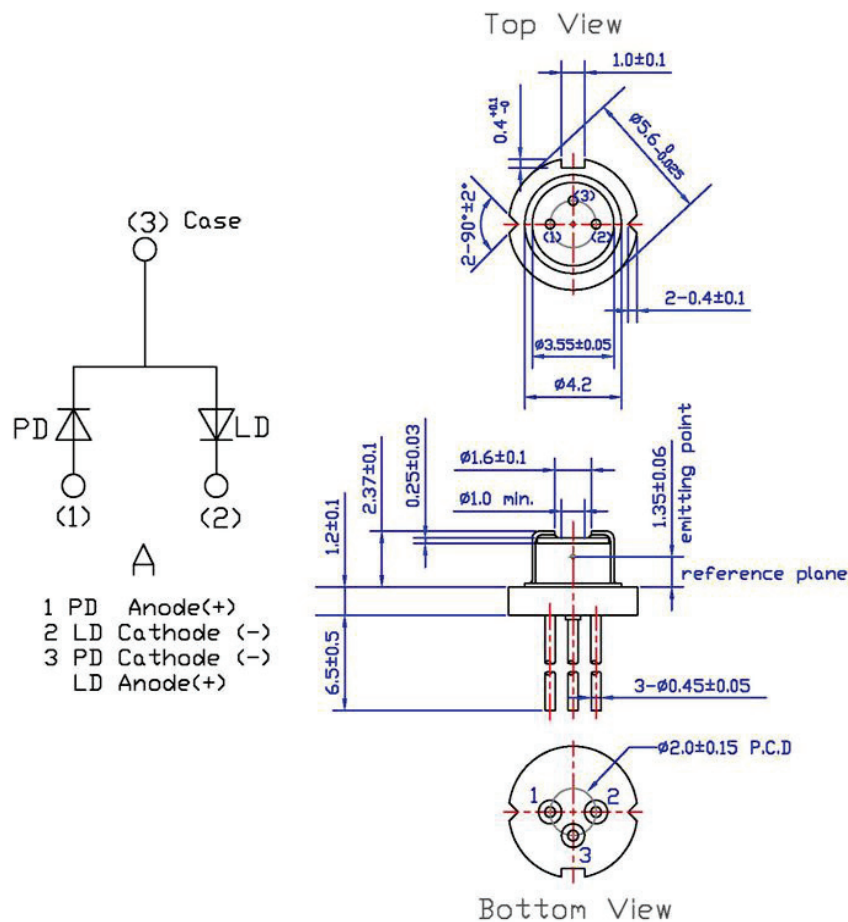 Top View
1.0±0.1
0.4 +0.1 -0
ø5.6 0 -0.025
2-90°±2°
(3)
(1)
(2)
2-0.4±0.1
ø3.55±0.05
ø4.2
(3) Case
PD
LD
(1)
(2)
A
1 PD Anode(+)
2 LD Cathode (-)
3 PD Cathode (-)
LD Anode(+)
ø1.6±0.1
ø1.0 min.
2.37±0.1
0.25±0.03
1.2±0.1
6.5±0.5
1.35±0.06
emitting point
reference plane
3-ø0.45±0.05
ø2.0±0.15 P.C.D
1
2
3
Bottom View